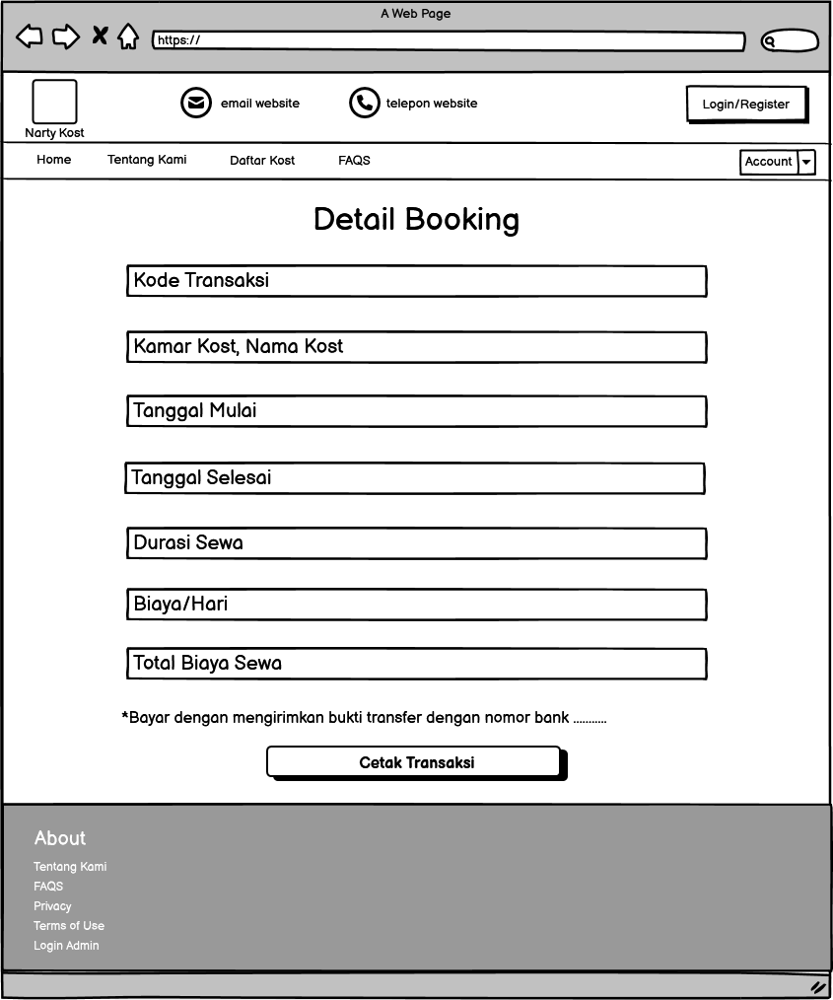 A Web Page
https://
email website
telepon website
Login/Register
Narty Kost
Home
Tentang Kami
Daftar Kost
FAQS
Account
Detail Booking
Kode Transaksi
Kamar Kost, Nama Kost
Tanggal Mulai
Tanggal Selesai
Durasi Sewa
Biaya/Hari
Total Biaya Sewa
*Bayar dengan mengirimkan bukti transfer dengan nomor bank ...........
Cetak Transaksi
About
Tentang Kami
FAQS
Privacy
Terms of Use
Login Admin